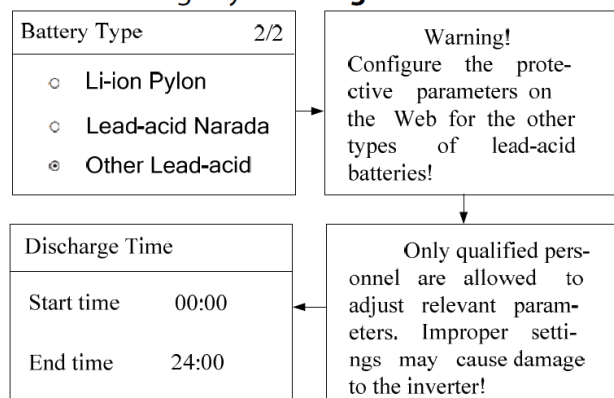 Battery Type 2/2
Li-ion Pylon
Lead-acid Narada
Other Lead-acid
Warning!
Configure the prote-
ctive parameters on
the Web for the other
types of lead-acid
batteries!
Only qualified pers-
onnel are allowed to
adjust relevant param-
eters. Improper setti-
ngs may cause damage
to the inverter!
Discharge Time
Start time 00:00
End time 24:00